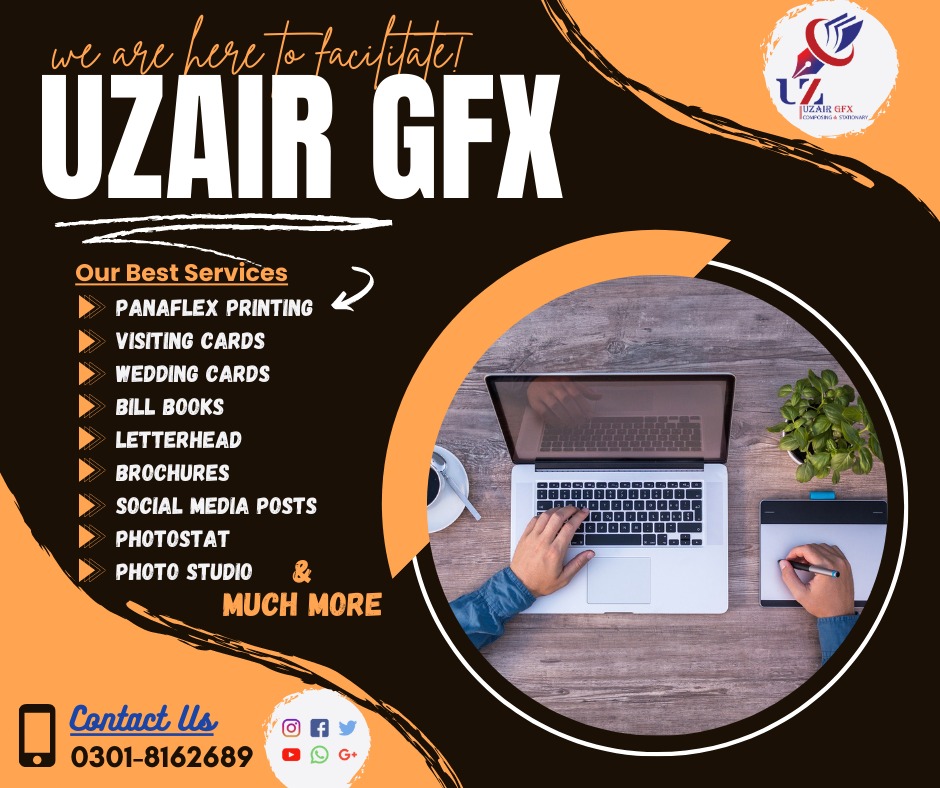 we are here to facilitate!
UZAIR GFX
UZ
UZAIR GFX
COMPOSING & STATIONARY
Our Best Services
PANAFLEX PRINTING
VISITING CARDS
WEDDING CARDS
BILL BOOKS
LETTERHEAD
BROCHURES
SOCIAL MEDIA POSTS
PHOTOSTAT
PHOTO STUDIO
&
MUCH MORE
Contact Us
0301-8162689
G+